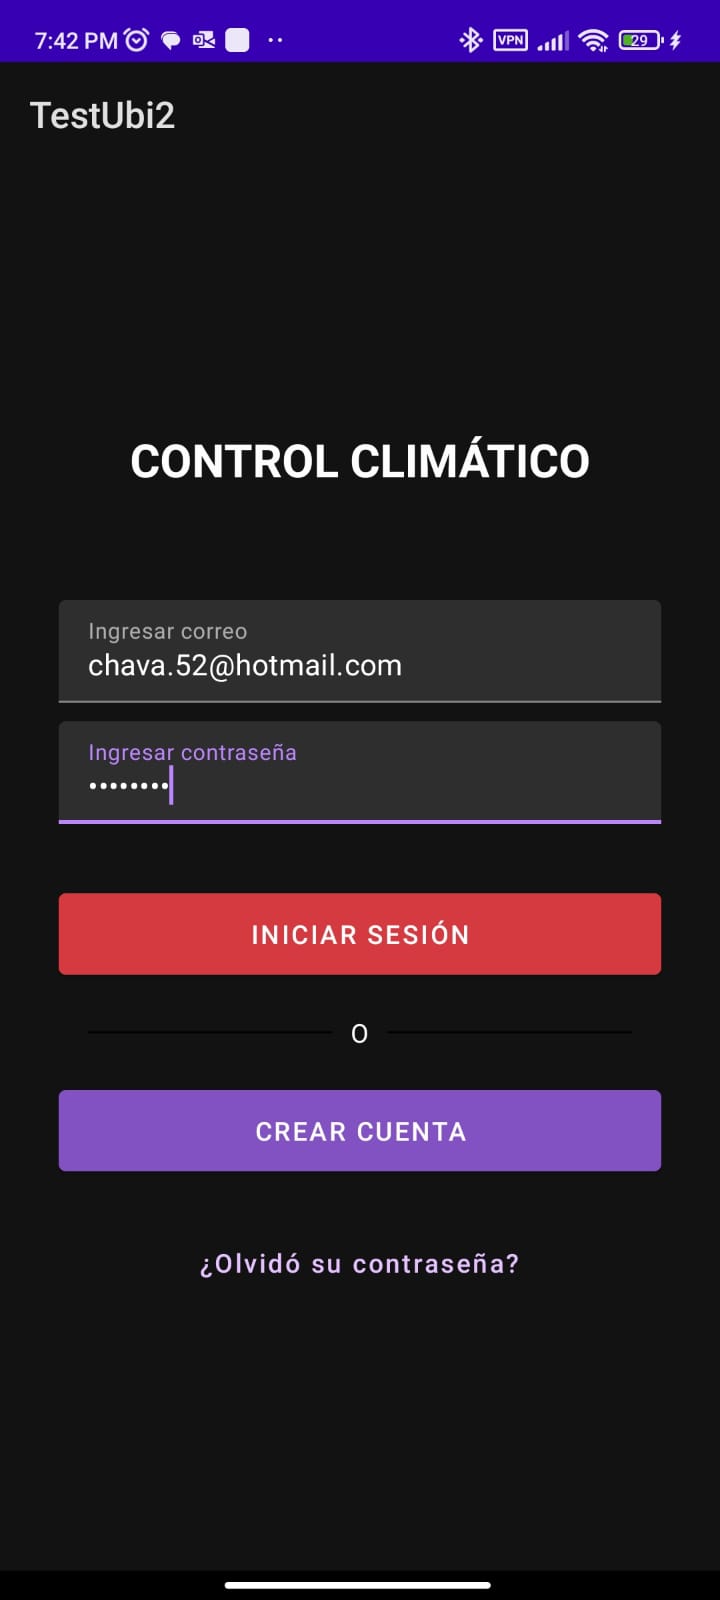 7:42 PM
VPN
29
TestUbi2
CONTROL CLIMÁTICO
Ingresar correo
chava.52@hotmail.com
Ingresar contraseña
••••••••
INICIAR SESIÓN
O
CREAR CUENTA
¿Olvidó su contraseña?